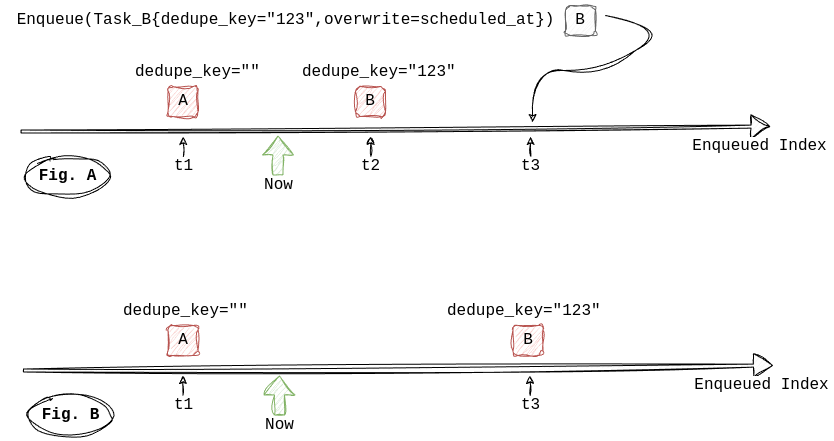 Enqueue(Task_B{dedupe_key="123",overwrite=scheduled_at}) B
dedupe_key="" dedupe_key="123"
A B
Enqueued Index
t1 t2 t3
Fig. A
Now
dedupe_key="" dedupe_key="123"
A B
Enqueued Index
t1 t3
Fig. B
Now